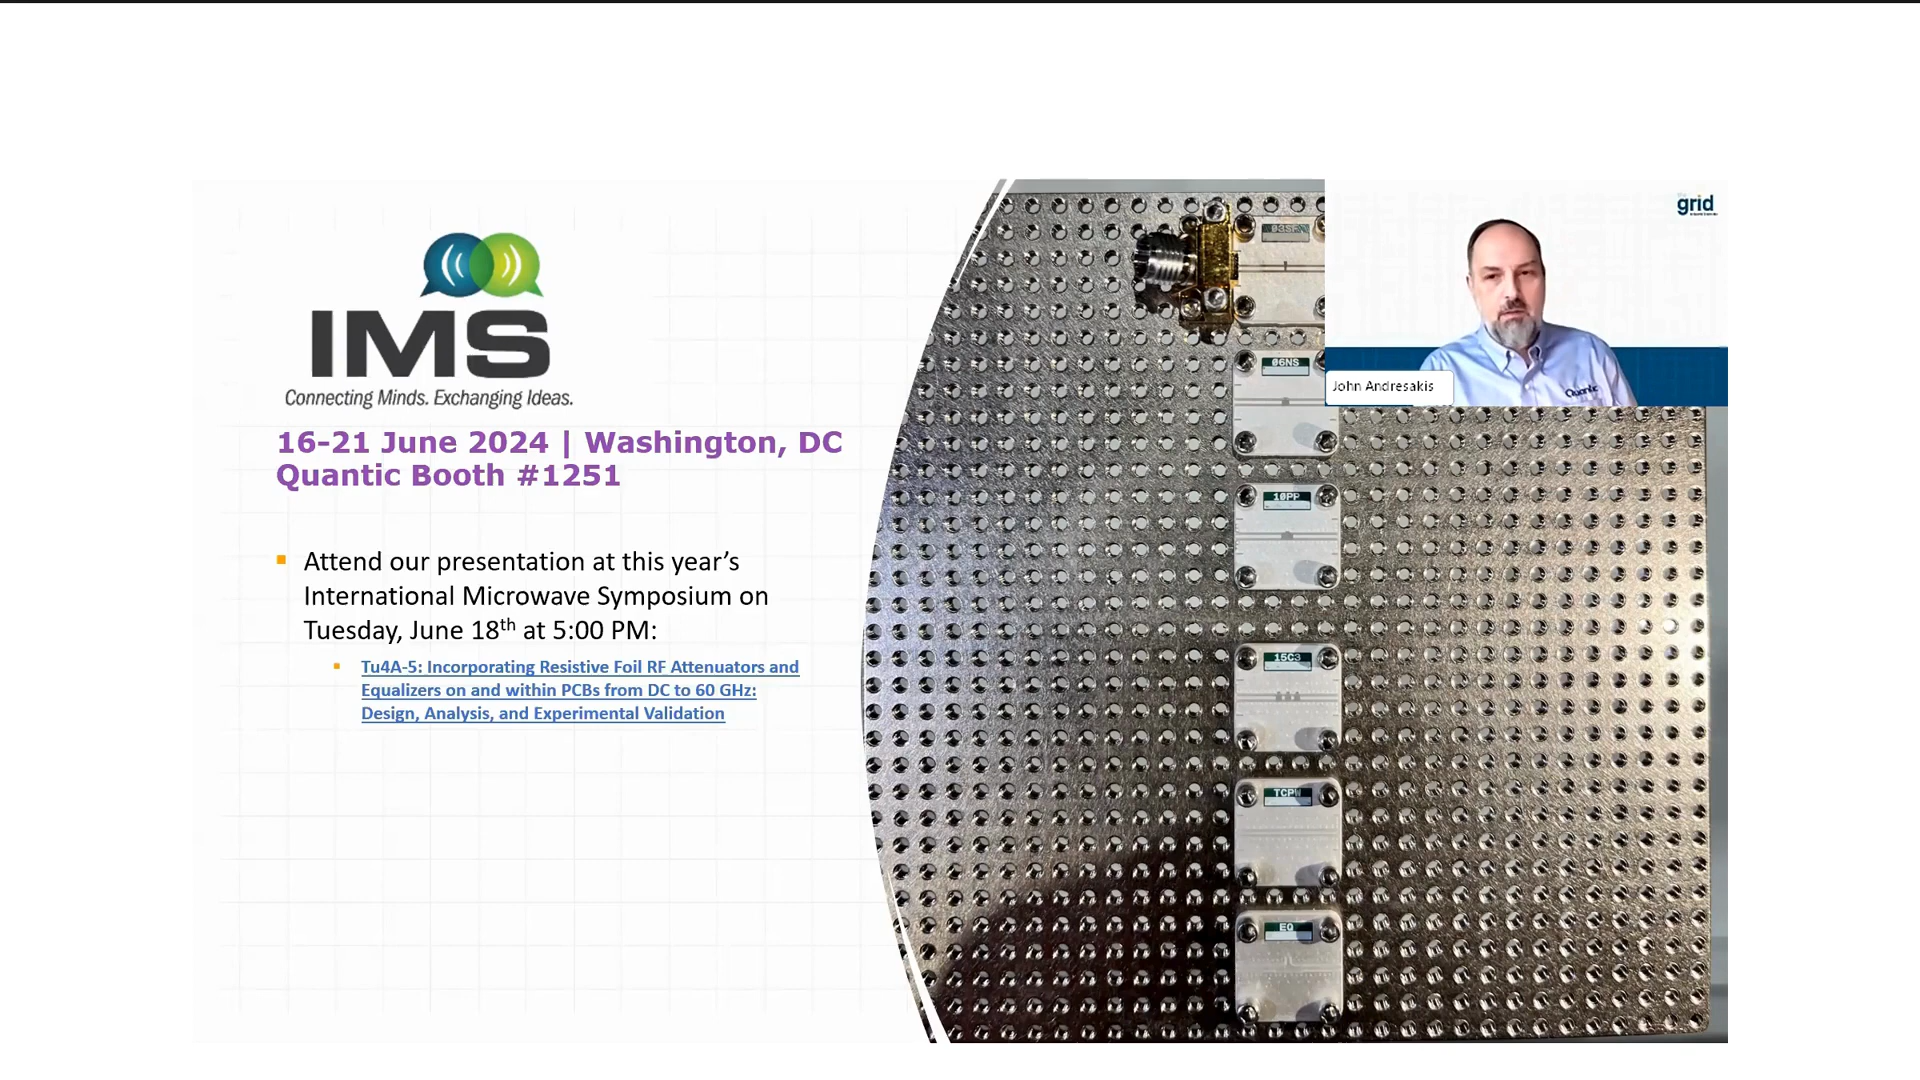 IMS
Connecting Minds. Exchanging Ideas.
16-21 June 2024 | Washington, DC
Quantic Booth #1251
Attend our presentation at this year’s
International Microwave Symposium on
Tuesday, June 18th at 5:00 PM:
Tu4A-5: Incorporating Resistive Foil RF Attenuators and
Equalizers on and within PCBs from DC to 60 GHz:
Design, Analysis, and Experimental Validation
03SF
06NS
10PP
15C3
TCPW
EQ
grid
John Andresakis
Quantic